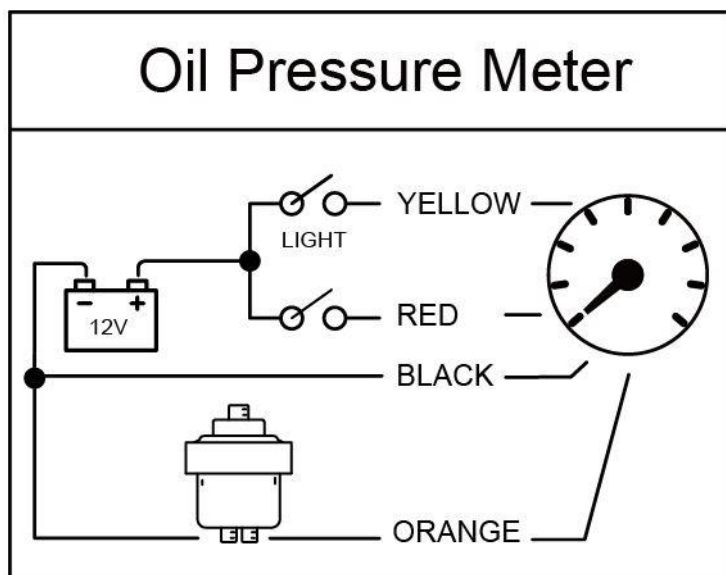 Oil Pressure Meter
YELLOW
LIGHT
- +
12V
RED
BLACK
ORANGE